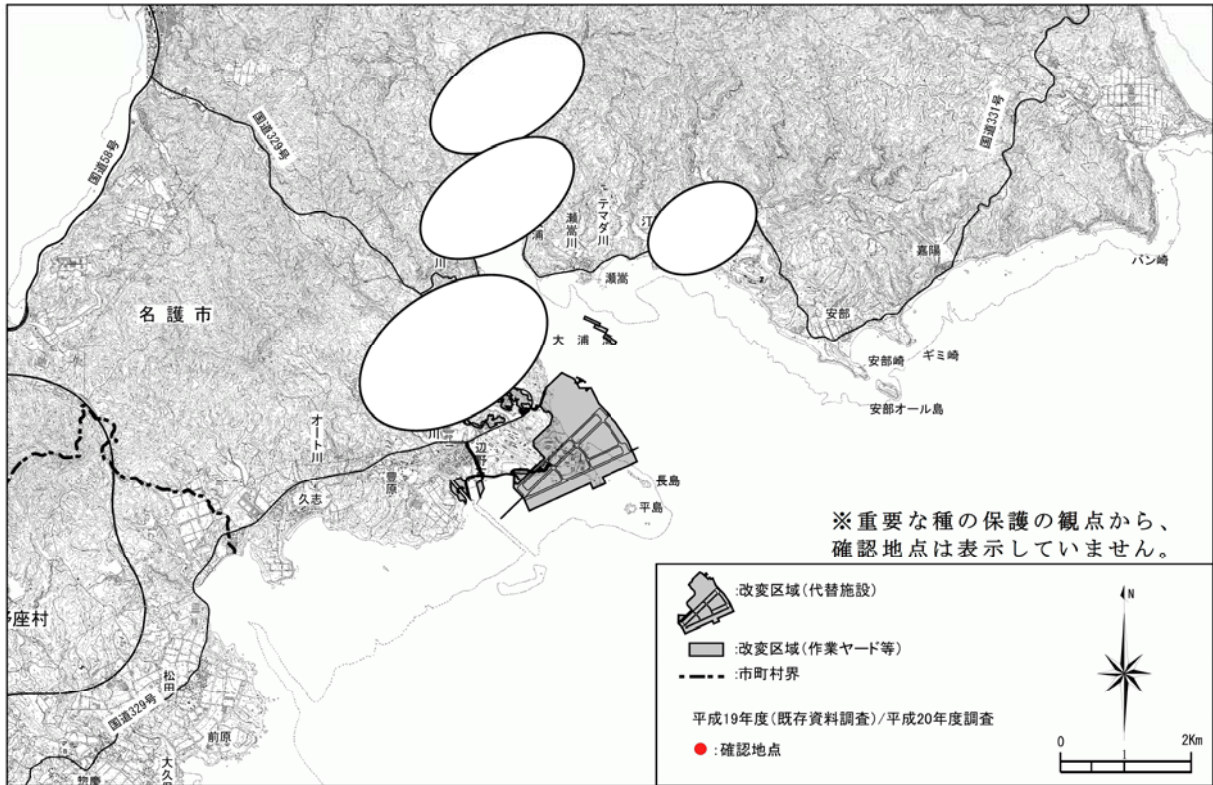 国道58号
国道329号
国道331号
名護市
浦
瀬嵩川
テマダ川
汀
川
瀬嵩
嘉陽
バン崎
安部
安部崎
ギミ崎
安部オール島
大浦
オート川
久志
豊原
辺野
川
長島
平島
座村
松田
国道329号
前原
惣慶
大久
※重要な種の保護の観点から、
確認地点は表示していません。
:改変区域(代替施設)
:改変区域(作業ヤード等)
:市町村界
平成19年度(既存資料調査)/平成20年度調査
:確認地点
N
0 1 2Km